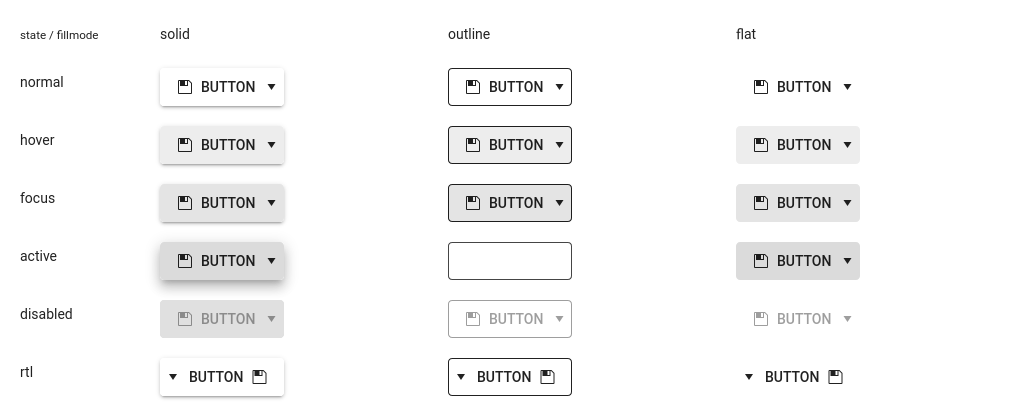 state / fillmode solid outline flat
normal BUTTON BUTTON BUTTON
hover BUTTON BUTTON BUTTON
focus BUTTON BUTTON BUTTON
active BUTTON BUTTON
disabled BUTTON BUTTON BUTTON
rtl BUTTON BUTTON BUTTON